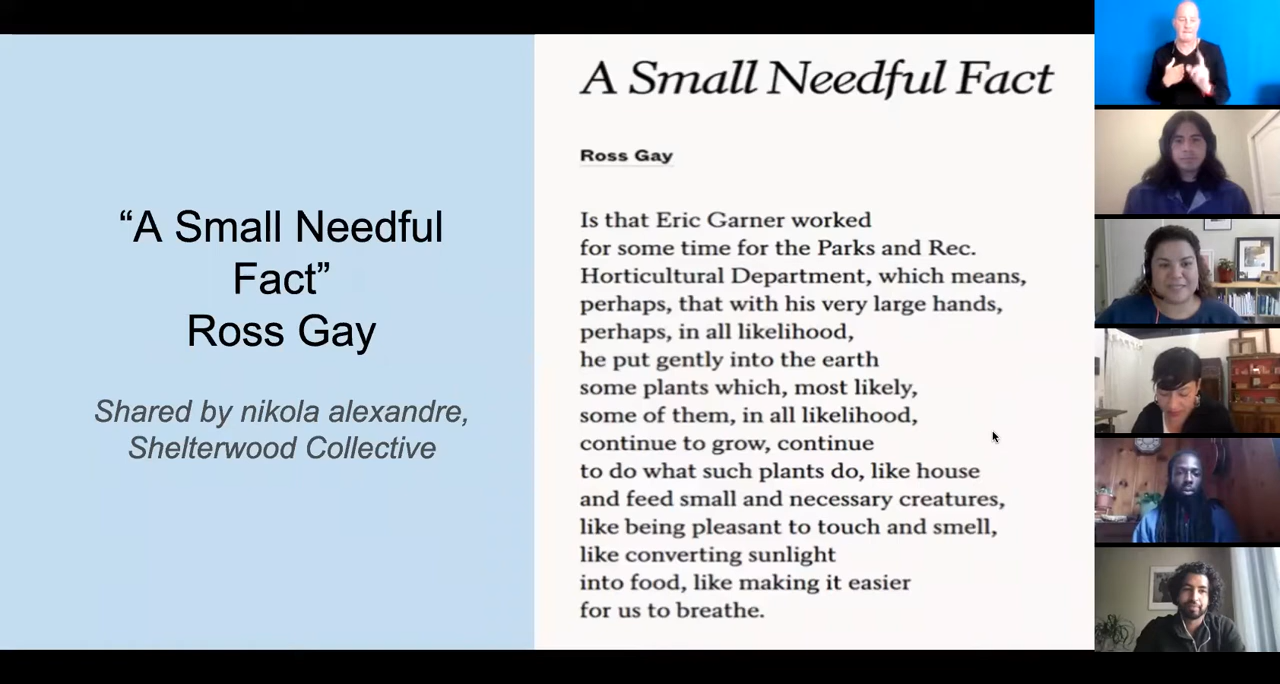 “A Small Needful
Fact”
Ross Gay
Shared by nikola alexandre,
Shelterwood Collective
A Small Needful Fact
Ross Gay
Is that Eric Garner worked
for some time for the Parks and Rec.
Horticultural Department, which means,
perhaps, that with his very large hands,
perhaps, in all likelihood,
he put gently into the earth
some plants which, most likely,
some of them, in all likelihood,
continue to grow, continue
to do what such plants do, like house
and feed small and necessary creatures,
like being pleasant to touch and smell,
like converting sunlight
into food, like making it easier
for us to breathe.